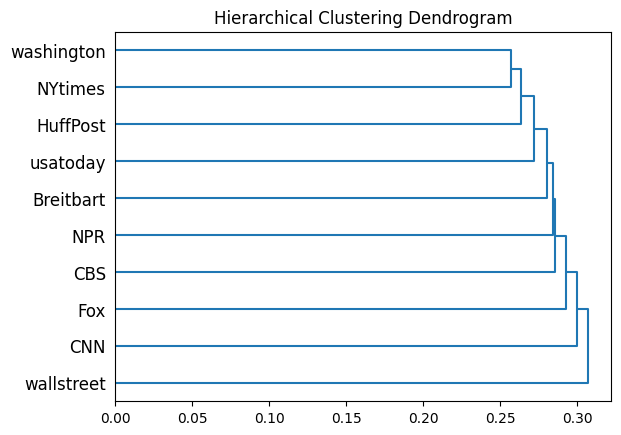 Hierarchical Clustering Dendrogram
washington
NYtimes
HuffPost
usatoday
Breitbart
NPR
CBS
Fox
CNN
wallstreet
0.00 0.05 0.10 0.15 0.20 0.25 0.30